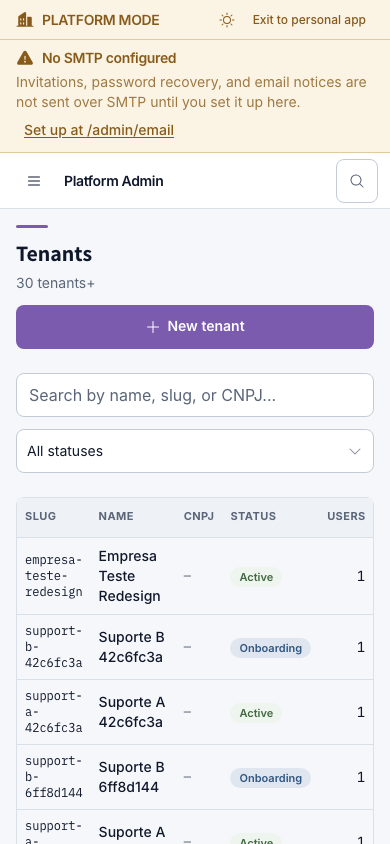 PLATFORM MODE
Exit to personal app
No SMTP configured
Invitations, password recovery, and email notices are
not sent over SMTP until you set it up here.
Set up at /admin/email
Platform Admin
Tenants
30 tenants+
New tenant
Search by name, slug, or CNPJ...
All statuses
SLUG NAME CNPJ STATUS USERS
empresa-
teste-
redesign
Empresa
Teste
Redesign
—
Active
1
support-
b-
42c6fc3a
Suporte B
42c6fc3a
—
Onboarding
1
support-
a-
42c6fc3a
Suporte A
42c6fc3a
—
Active
1
support-
b-
6ff8d144
Suporte B
6ff8d144
—
Onboarding
1
support-
a-
Suporte A
—
Active
1